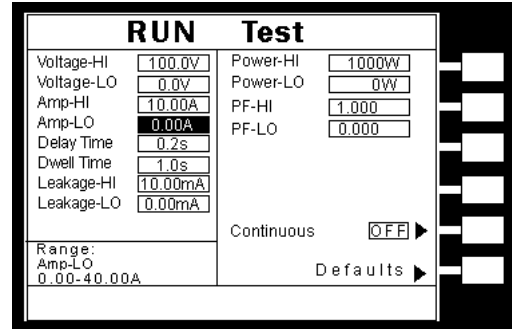 RUN Test
Voltage-HI 100.0V
Voltage-LO 0.0V
Amp-HI 10.00A
Amp-LO 0.00A
Delay Time 0.2s
Dwell Time 1.0s
Leakage-HI 10.00mA
Leakage-LO 0.00mA
Power-HI 1000W
Power-LO 0W
PF-HI 1.000
PF-LO 0.000
Continuous OFF
Defaults
Range:
Amp-LO
0.00-40.00A